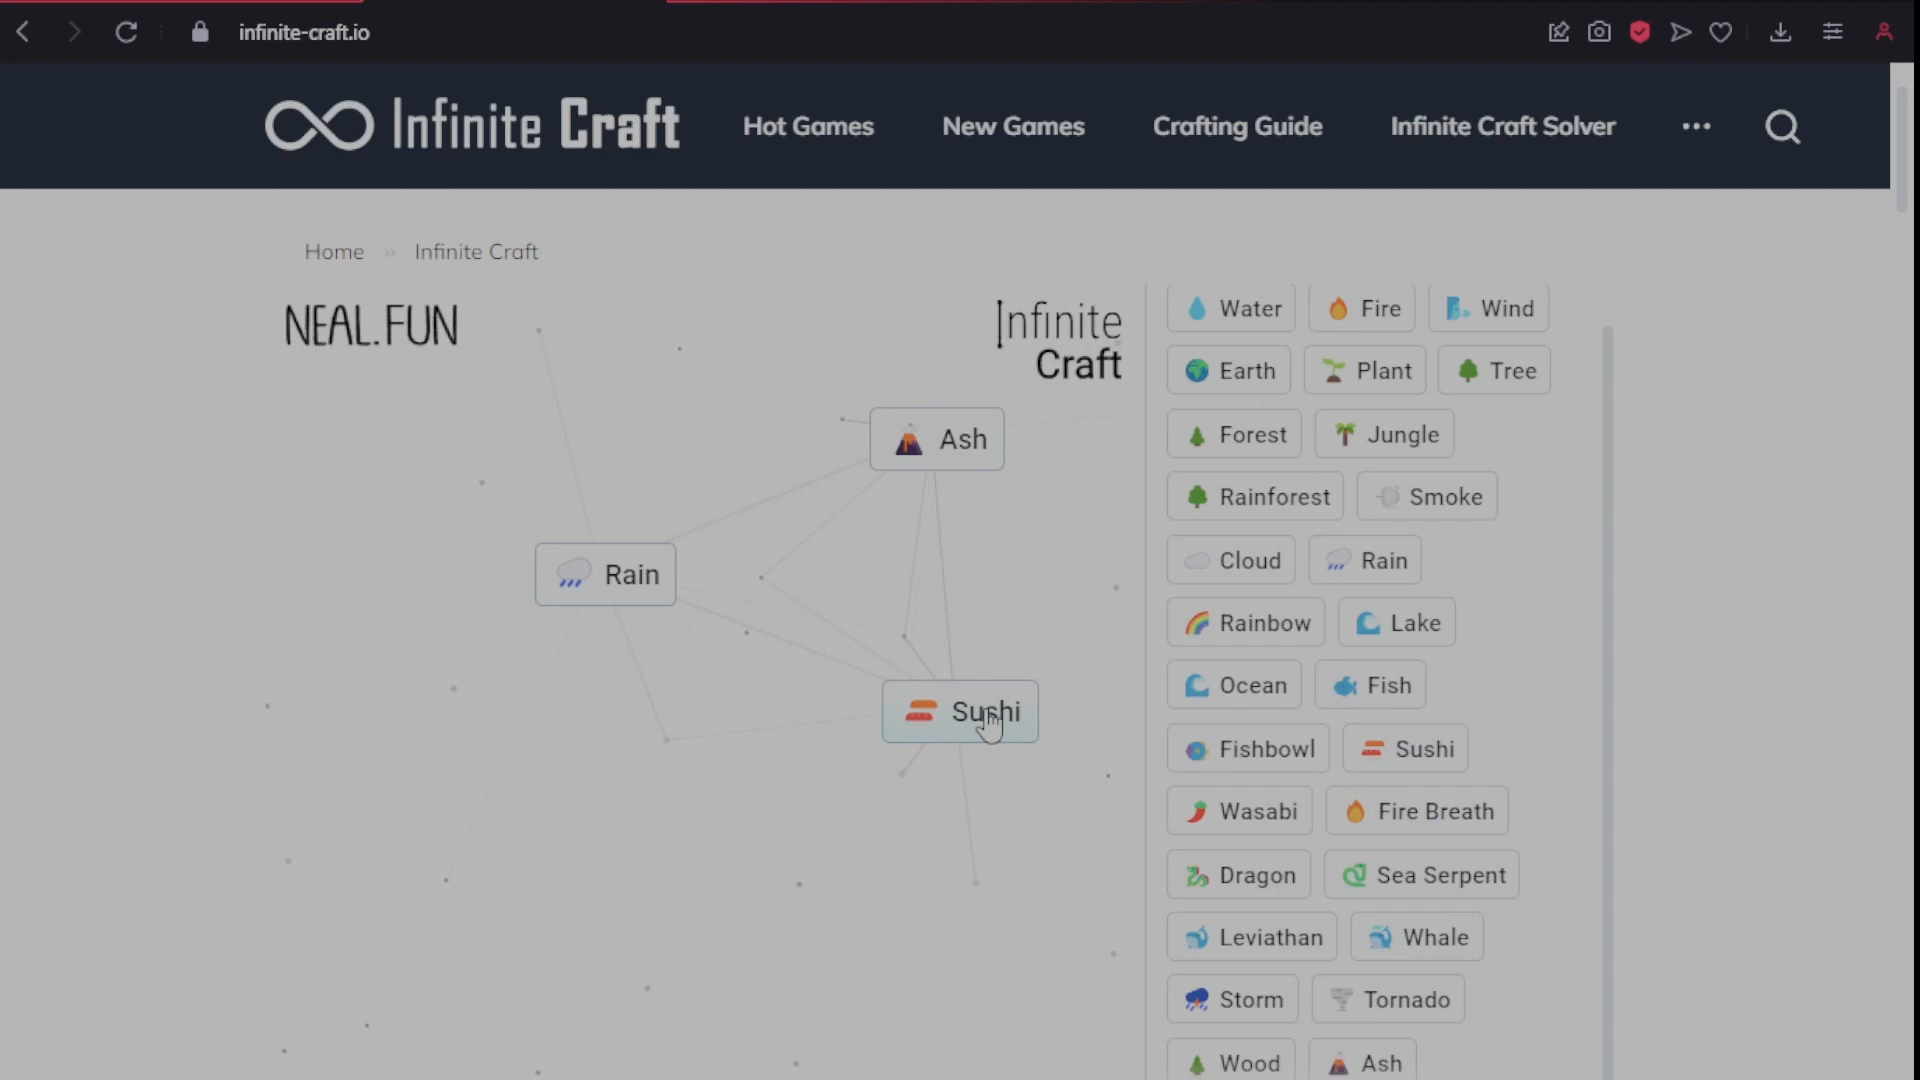 infinite-craft.io
Infinite Craft
Hot Games
New Games
Crafting Guide
Infinite Craft Solver
Home » Infinite Craft
NEAL.FUN
Infinite
Craft
Ash
Rain
Sushi
Water Fire Wind
Earth Plant Tree
Forest Jungle
Rainforest Smoke
Cloud Rain
Rainbow Lake
Ocean Fish
Fishbowl Sushi
Wasabi Fire Breath
Dragon Sea Serpent
Leviathan Whale
Storm Tornado
Wood Ash